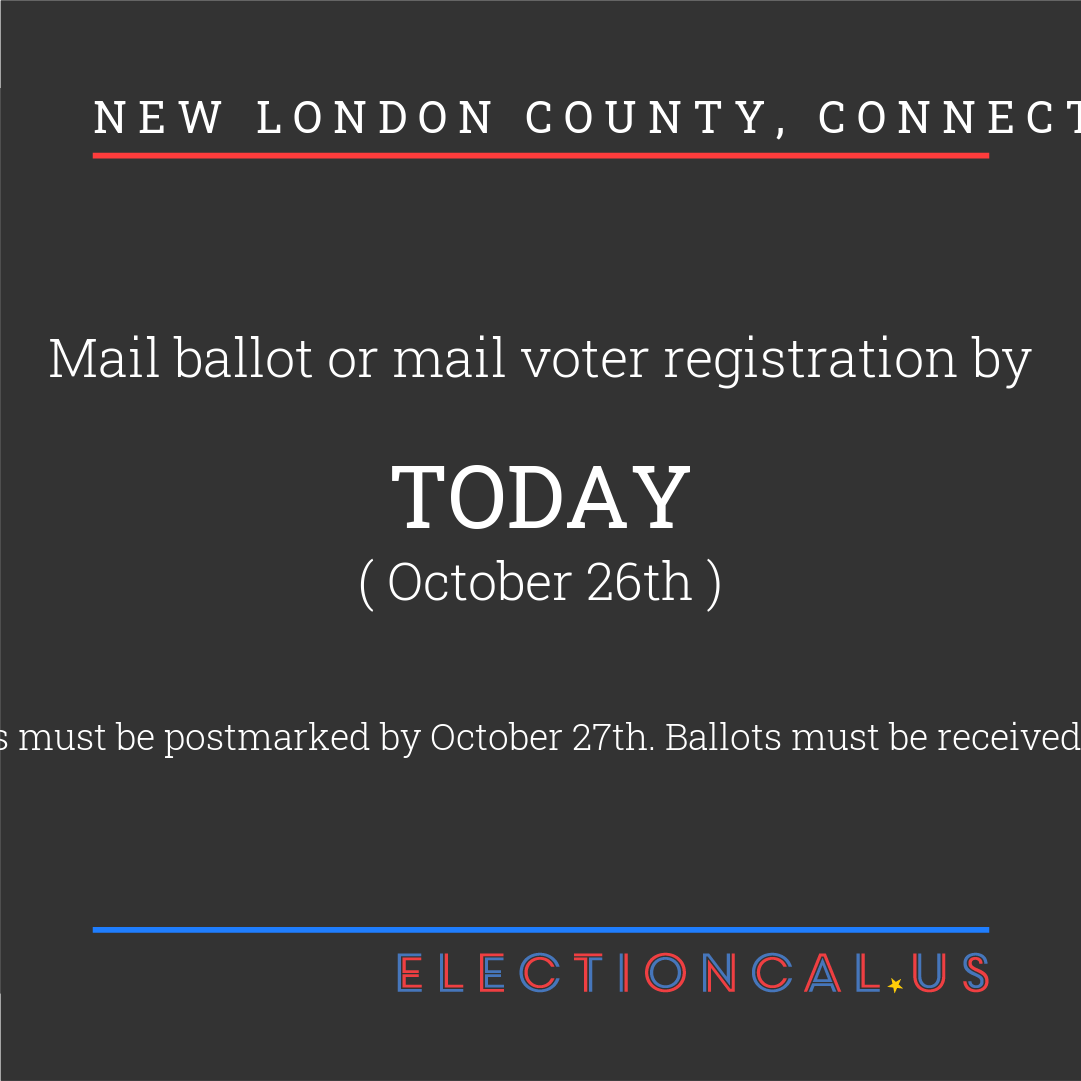 NEW LONDON COUNTY, CONNECT
Mail ballot or mail voter registration by
TODAY
( October 26th )
s must be postmarked by October 27th. Ballots must be received
ELECTIONCAL.US